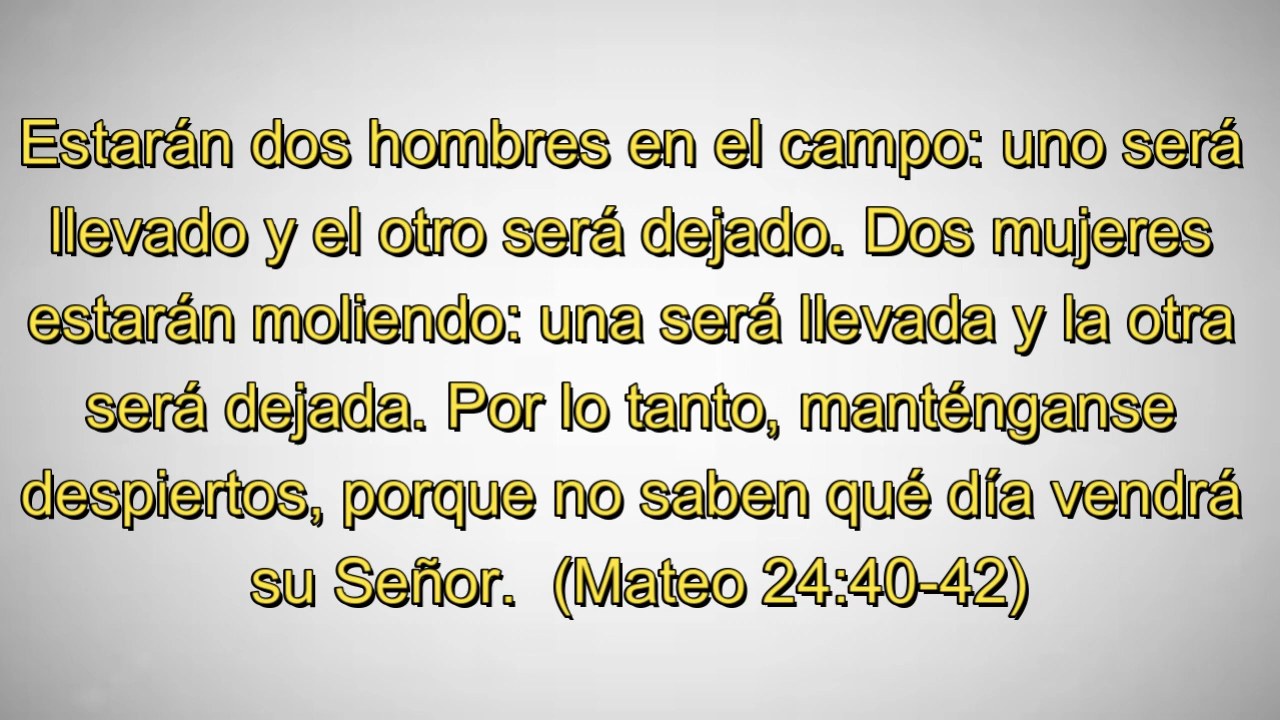 Estarán dos hombres en el campo: uno será
llevado y el otro será dejado. Dos mujeres
estarán moliendo: una será llevada y la otra
será dejada. Por lo tanto, manténganse
despiertos, porque no saben qué día vendrá
su Señor.  (Mateo 24:40-42)